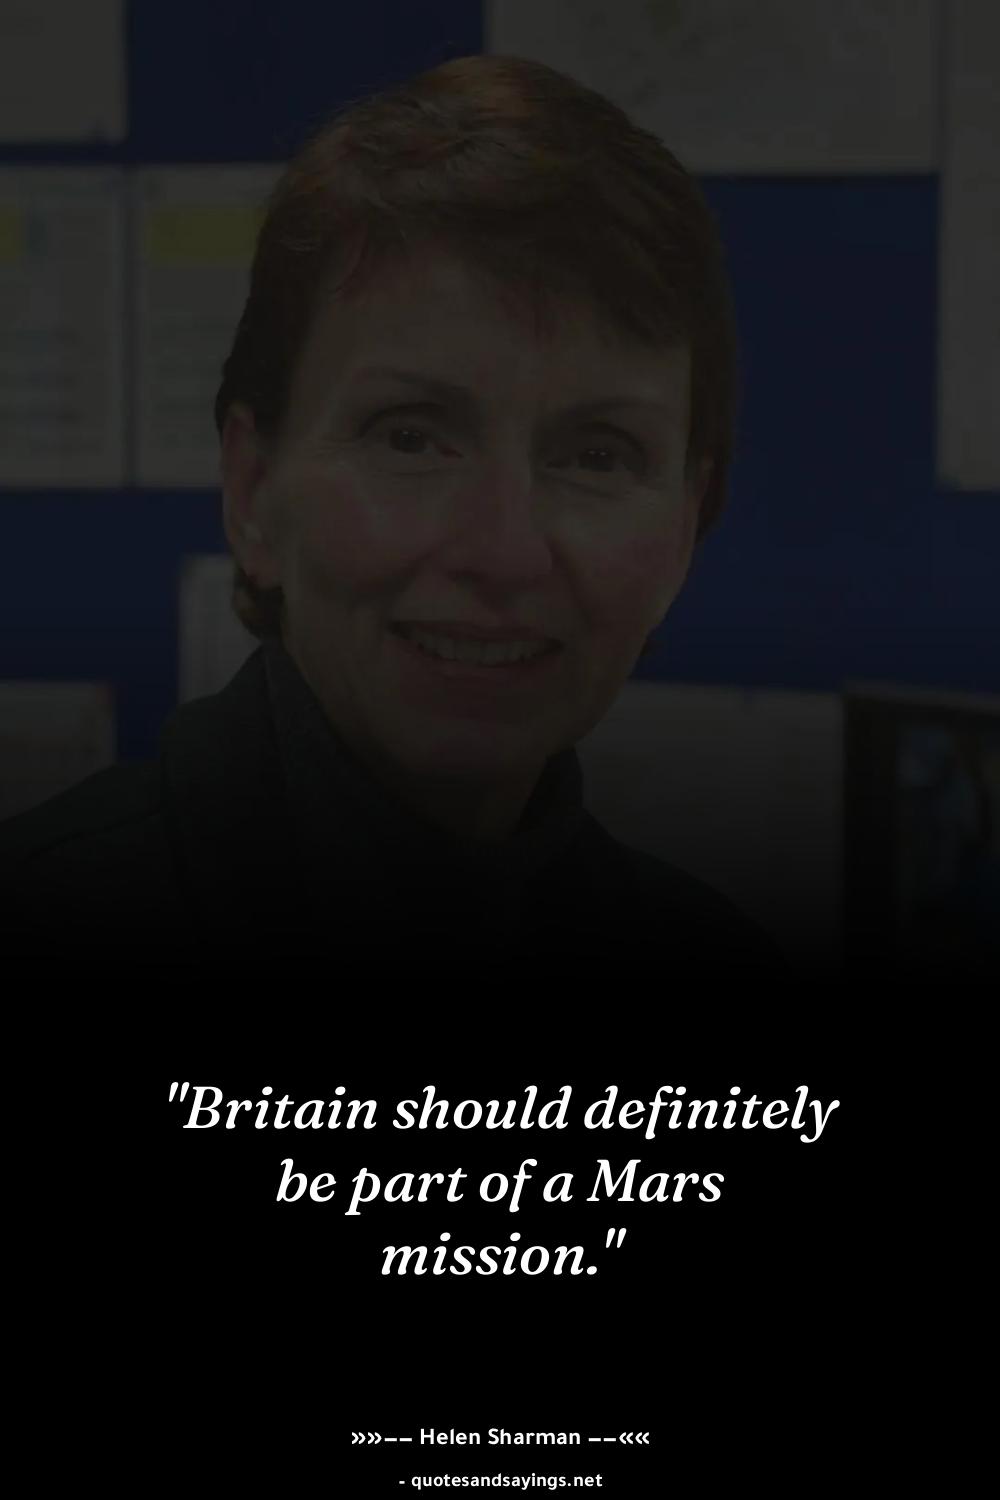 "Britain should definitely
be part of a Mars
mission."
»»−− Helen Sharman −−««
- quotesandsayings.net